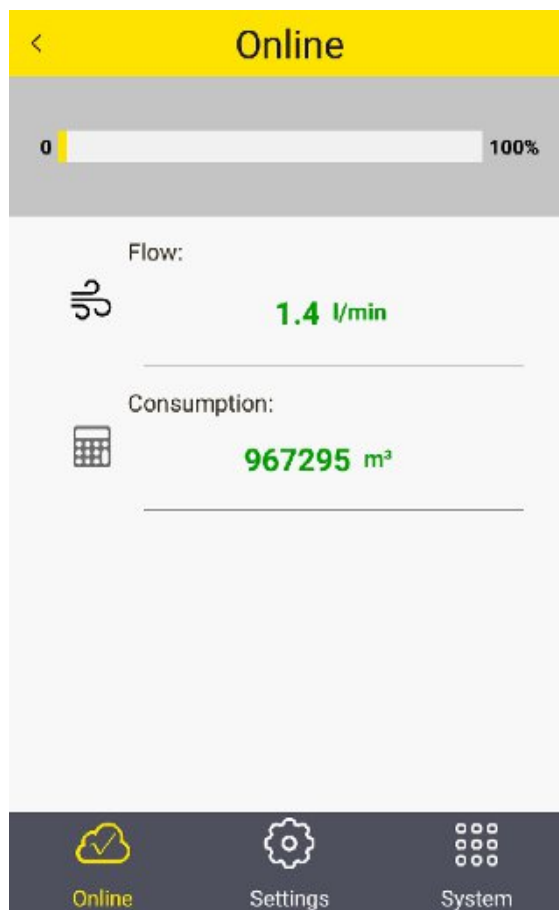 Online
0 100%
Flow:
1.4 l/min
Consumption:
967295 m³
Online Settings System